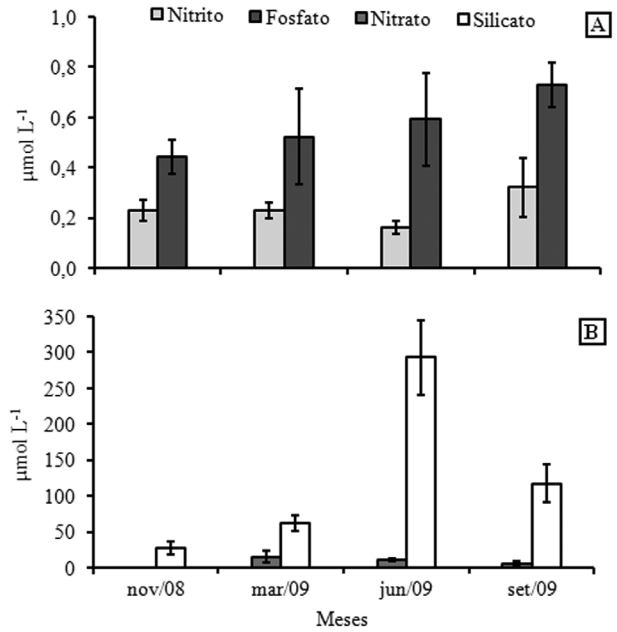 Nitrito Fosfato Nitrato Silicato
A
1,0
0,8
0,6
0,4
0,2
0,0
µmol L-1
B
350
300
250
200
150
100
50
0
µmol L-1
nov/08 mar/09 jun/09 set/09
Meses